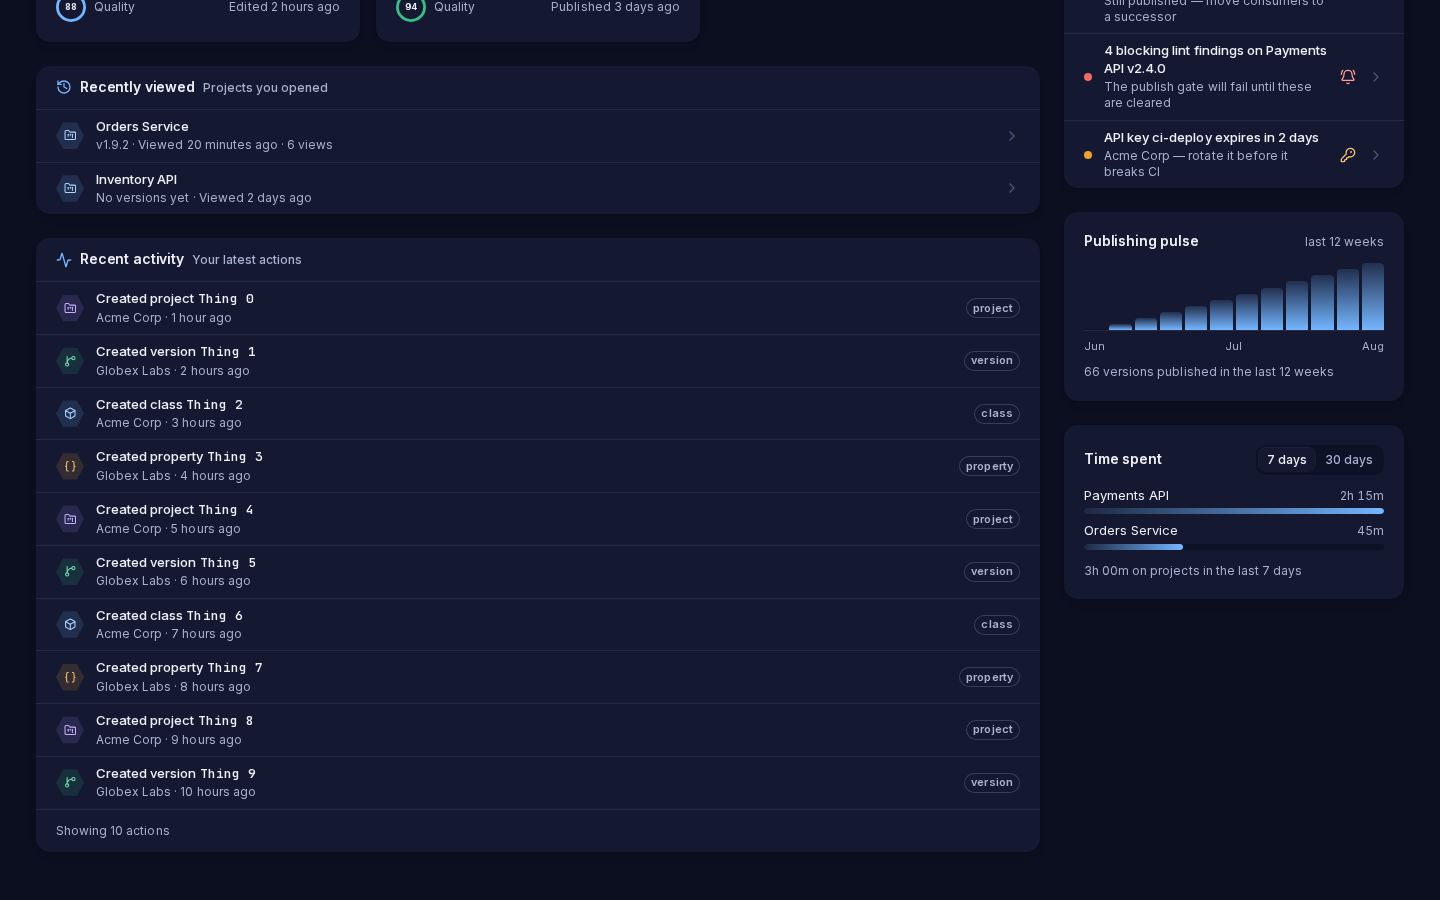 88 Quality Edited 2 hours ago
94 Quality Published 3 days ago
Recently viewed Projects you opened
Orders Service
v1.9.2 · Viewed 20 minutes ago · 6 views
Inventory API
No versions yet · Viewed 2 days ago
Recent activity Your latest actions
Created project Thing 0
Acme Corp · 1 hour ago
project
Created version Thing 1
Globex Labs · 2 hours ago
version
Created class Thing 2
Acme Corp · 3 hours ago
class
Created property Thing 3
Globex Labs · 4 hours ago
property
Created project Thing 4
Acme Corp · 5 hours ago
project
Created version Thing 5
Globex Labs · 6 hours ago
version
Created class Thing 6
Acme Corp · 7 hours ago
class
Created property Thing 7
Globex Labs · 8 hours ago
property
Created project Thing 8
Acme Corp · 9 hours ago
project
Created version Thing 9
Globex Labs · 10 hours ago
version
Showing 10 actions
Still published — move consumers to
a successor
4 blocking lint findings on Payments
API v2.4.0
The publish gate will fail until these
are cleared
API key ci-deploy expires in 2 days
Acme Corp — rotate it before it
breaks CI
Publishing pulse last 12 weeks
Jun Jul Aug
66 versions published in the last 12 weeks
Time spent 7 days 30 days
Payments API 2h 15m
Orders Service 45m
3h 00m on projects in the last 7 days